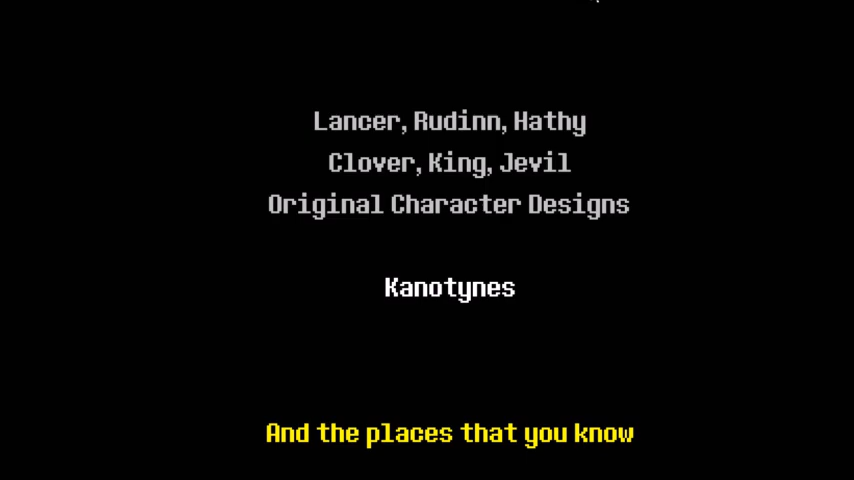 Lancer, Rudinn, Hathy
Clover, King, Jevil
Original Character Designs
Kanotynes
And the places that you know